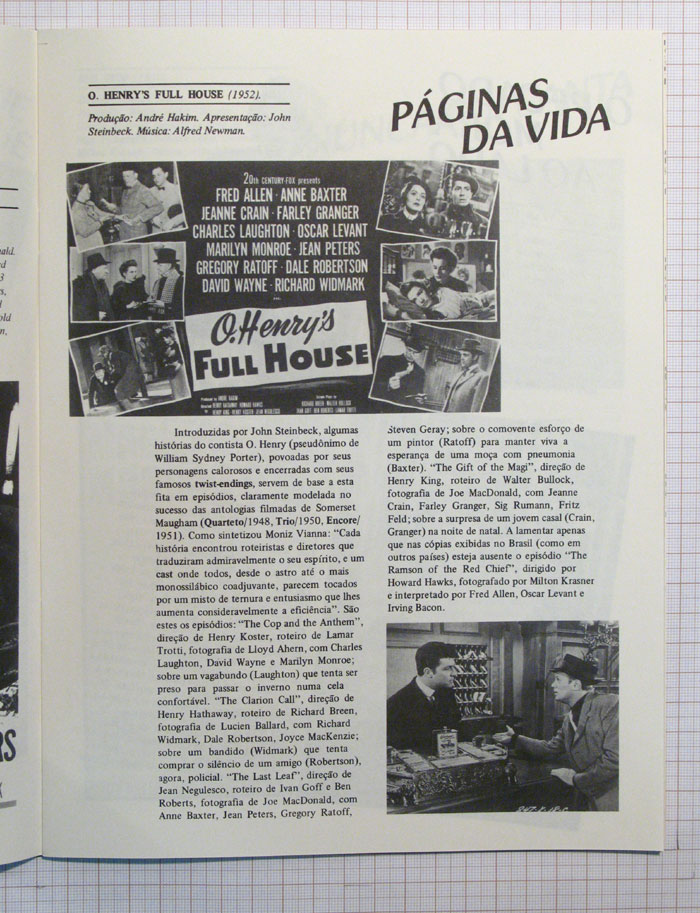 O. HENRY'S FULL HOUSE (1952).
Produção: André Hakim. Apresentação: John
Steinbeck. Música: Alfred Newman.
PÁGINAS
DA VIDA
20th CENTURY-FOX presents
FRED ALLEN · ANNE BAXTER
JEANNE CRAIN · FARLEY GRANGER
CHARLES LAUGHTON · OSCAR LEVANT
MARILYN MONROE · JEAN PETERS
GREGORY RATOFF · DALE ROBERTSON
DAVID WAYNE · RICHARD WIDMARK
O. Henry's
FULL HOUSE
Introduzidas por John Steinbeck, algumas
histórias do contista O. Henry (pseudônimo de
William Sydney Porter), povoadas por seus
personagens calorosos e encerradas com seus
famosos twist-endings, servem de base a esta
fita em episódios, claramente modelada no
sucesso das antologias filmadas de Somerset
Maugham (Quarteto/1948, Trio/1950, Encore/
1951). Como sintetizou Moniz Vianna: “Cada
história encontrou roteiristas e diretores que
traduziram admiravelmente o seu espírito, e um
cast onde todos, desde o astro até o mais
monossilábico coadjuvante, parecem tocados
por um misto de ternura e entusiasmo que lhes
aumenta consideravelmente a eficiência”. São
estes os episódios: “The Cop and the Anthem”,
direção de Henry Koster, roteiro de Lamar
Trotti, fotografia de Lloyd Ahern, com Charles
Laughton, David Wayne e Marilyn Monroe;
sobre um vagabundo (Laughton) que tenta ser
preso para passar o inverno numa cela
confortável. “The Clarion Call”, direção de
Henry Hathaway, roteiro de Richard Breen,
fotografia de Lucien Ballard, com Richard
Widmark, Dale Robertson, Joyce MacKenzie;
sobre um bandido (Widmark) que tenta
comprar o silêncio de um amigo (Robertson),
agora, policial. “The Last Leaf”, direção de
Jean Negulesco, roteiro de Ivan Goff e Ben
Roberts, fotografia de Joe MacDonald, com
Anne Baxter, Jean Peters, Gregory Ratoff,
Steven Geray; sobre o comovente esforço de
um pintor (Ratoff) para manter viva a
esperança de uma moça com pneumonia
(Baxter). “The Gift of the Magi”, direção de
Henry King, roteiro de Walter Bullock,
fotografia de Joe MacDonald, com Jeanne
Crain, Farley Granger, Sig Rumann, Fritz
Feld; sobre a surpresa de um jovem casal (Crain,
Granger) na noite de natal. A lamentar apenas
que nas cópias exibidas no Brasil (como em
outros países) esteja ausente o episódio “The
Ramson of the Red Chief”, dirigido por
Howard Hawks, fotografado por Milton Krasner
e interpretado por Fred Allen, Oscar Levant e
Irving Bacon.